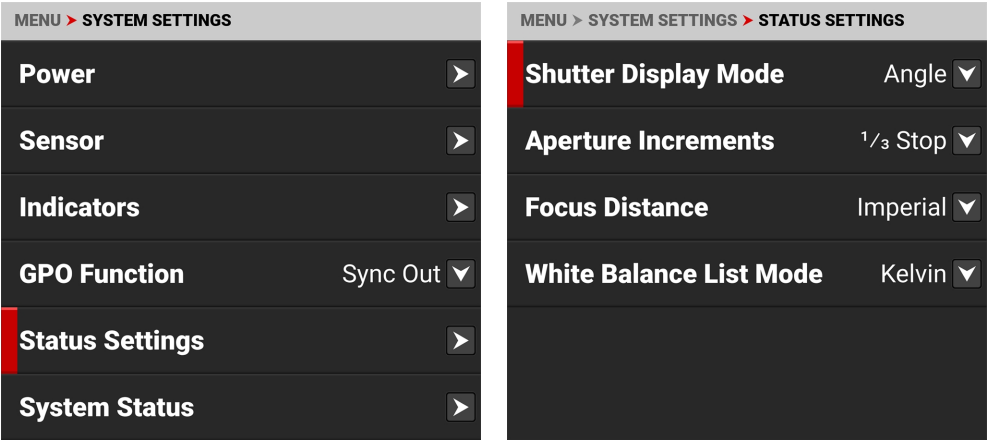 MENU > SYSTEM SETTINGS
Power
Sensor
Indicators
GPO Function Sync Out
Status Settings
System Status
MENU > SYSTEM SETTINGS > STATUS SETTINGS
Shutter Display Mode Angle
Aperture Increments ¹/₃ Stop
Focus Distance Imperial
White Balance List Mode Kelvin